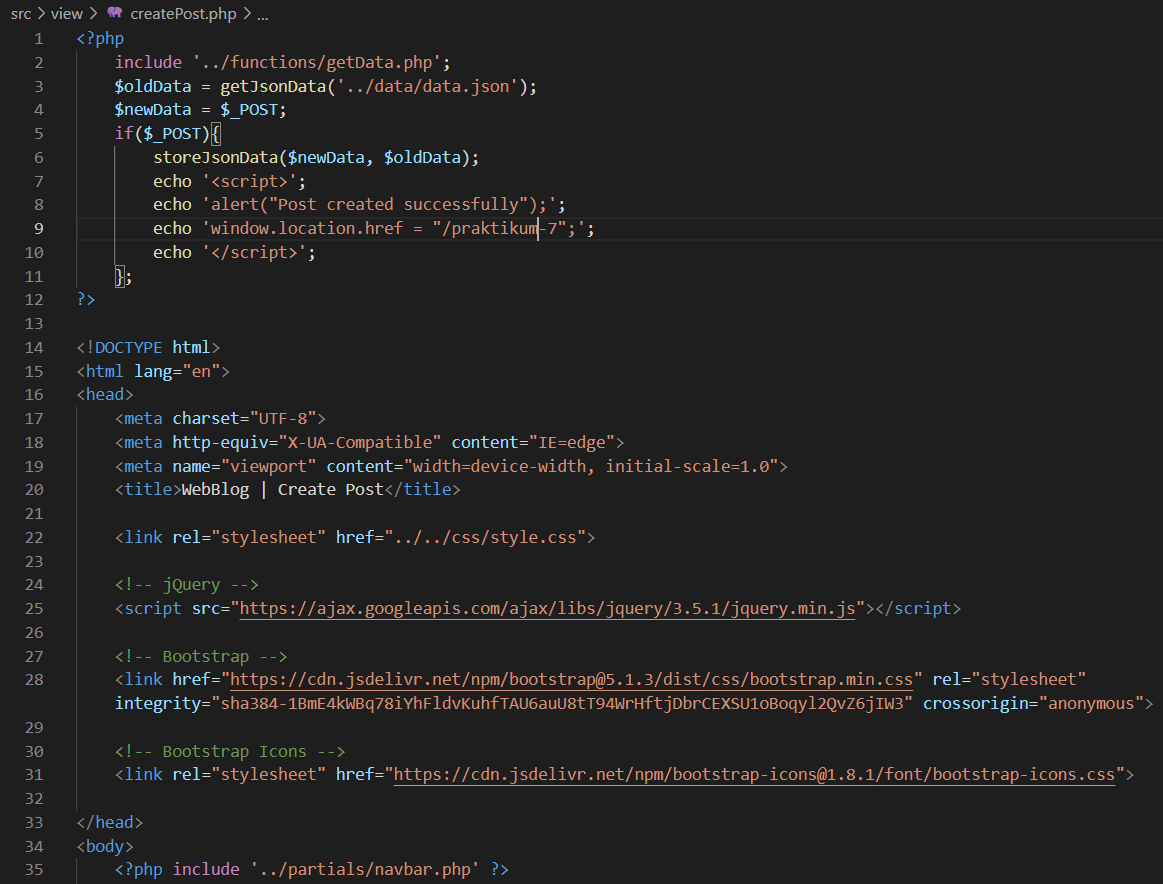 src > view > createPost.php > ...
1 <?php
2 include '../functions/getData.php';
3 $oldData = getJsonData('../data/data.json');
4 $newData = $_POST;
5 if($_POST){
6 storeJsonData($newData, $oldData);
7 echo '<script>';
8 echo 'alert("Post created successfully");';
9 echo 'window.location.href = "/praktikum-7";';
10 echo '</script>';
11 };
12 ?>
13
14 <!DOCTYPE html>
15 <html lang="en">
16 <head>
17 <meta charset="UTF-8">
18 <meta http-equiv="X-UA-Compatible" content="IE=edge">
19 <meta name="viewport" content="width=device-width, initial-scale=1.0">
20 <title>WebBlog | Create Post</title>
21
22 <link rel="stylesheet" href="../../css/style.css">
23
24 <!-- jQuery -->
25 <script src="https://ajax.googleapis.com/ajax/libs/jquery/3.5.1/jquery.min.js"></script>
26
27 <!-- Bootstrap -->
28 <link href="https://cdn.jsdelivr.net/npm/bootstrap@5.1.3/dist/css/bootstrap.min.css" rel="stylesheet"
integrity="sha384-1BmE4kWBq78iYhFldvKuhfTAU6auU8tT94WrHftjDbrCEXSU1oBoqyl2QvZ6jIW3" crossorigin="anonymous">
29
30 <!-- Bootstrap Icons -->
31 <link rel="stylesheet" href="https://cdn.jsdelivr.net/npm/bootstrap-icons@1.8.1/font/bootstrap-icons.css">
32
33 </head>
34 <body>
35 <?php include '../partials/navbar.php' ?>